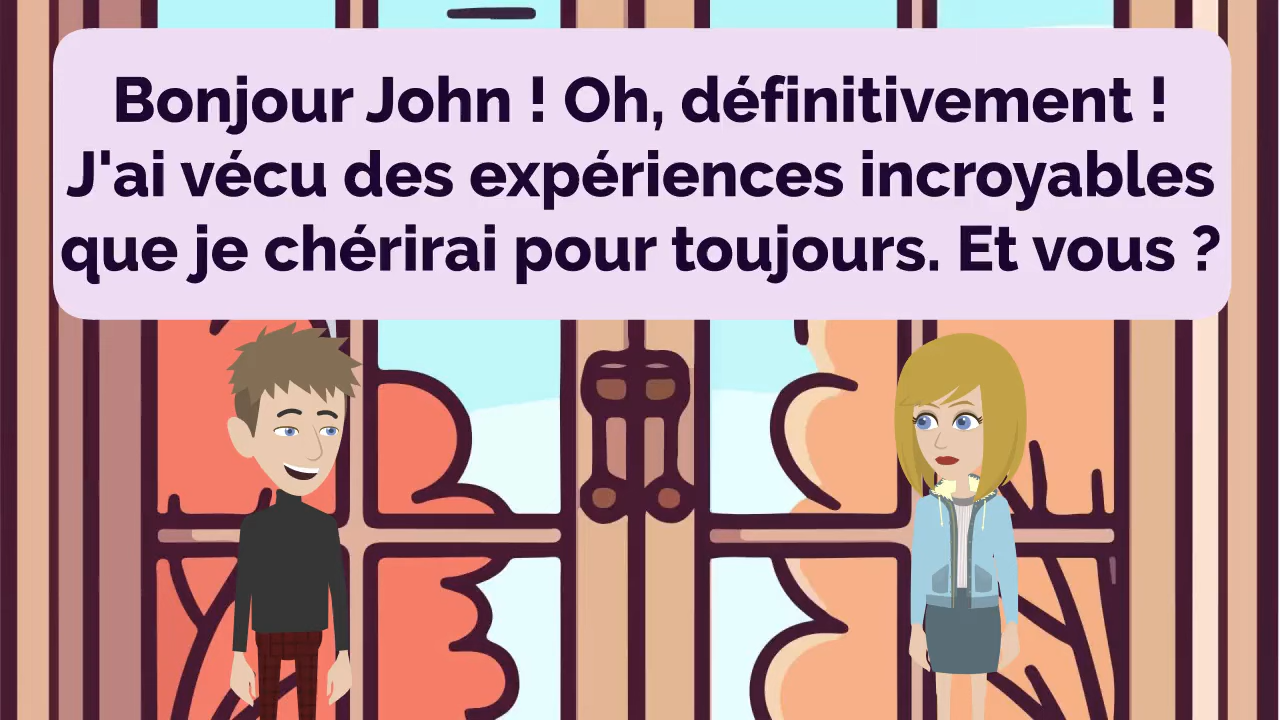 Bonjour John ! Oh, définitivement !
J'ai vécu des expériences incroyables
que je chérirai pour toujours. Et vous ?